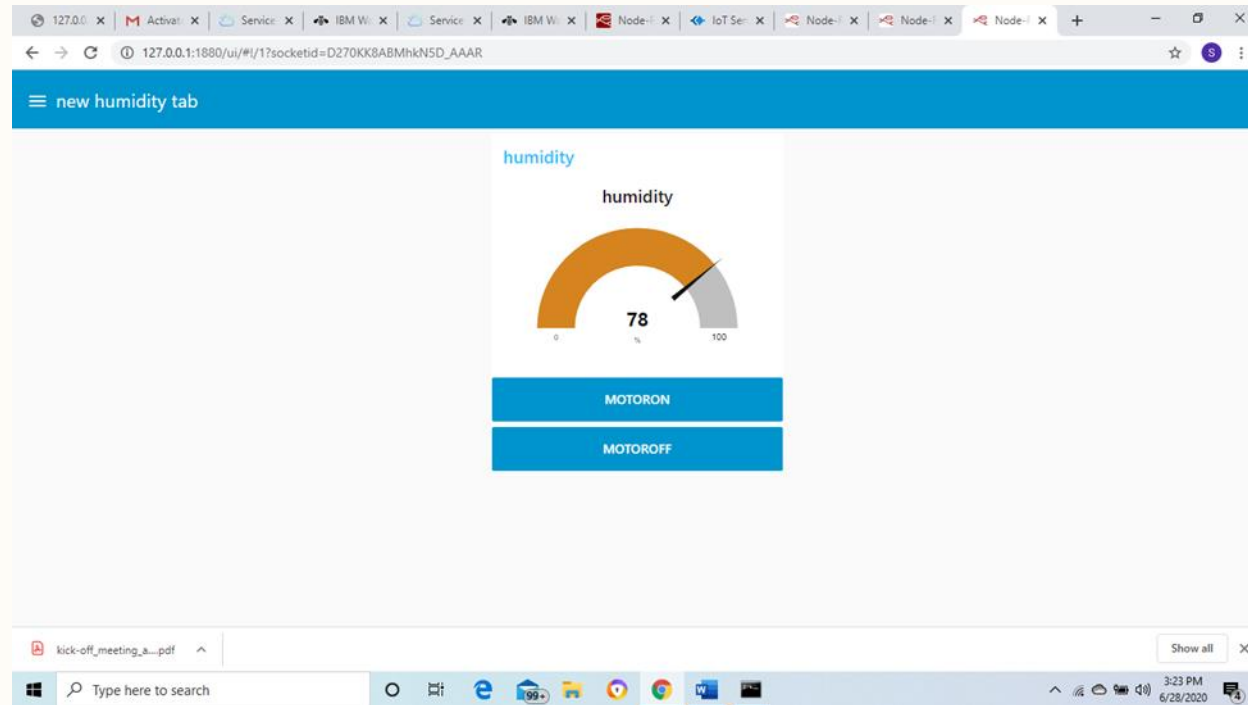 127.0.0 M Activat Service IBM W Service IBM W Node- IoT Ser Node- Node- Node-
127.0.0.1:1880/ui/#!/1?socketid=D270KK8ABMhkN5D_AAAR S
new humidity tab
humidity
humidity
78
0 % 100
MOTORON
MOTOROFF
kick-off_meeting_a....pdf Show all
Type here to search 99+ 3:23 PM
6/28/2020 4